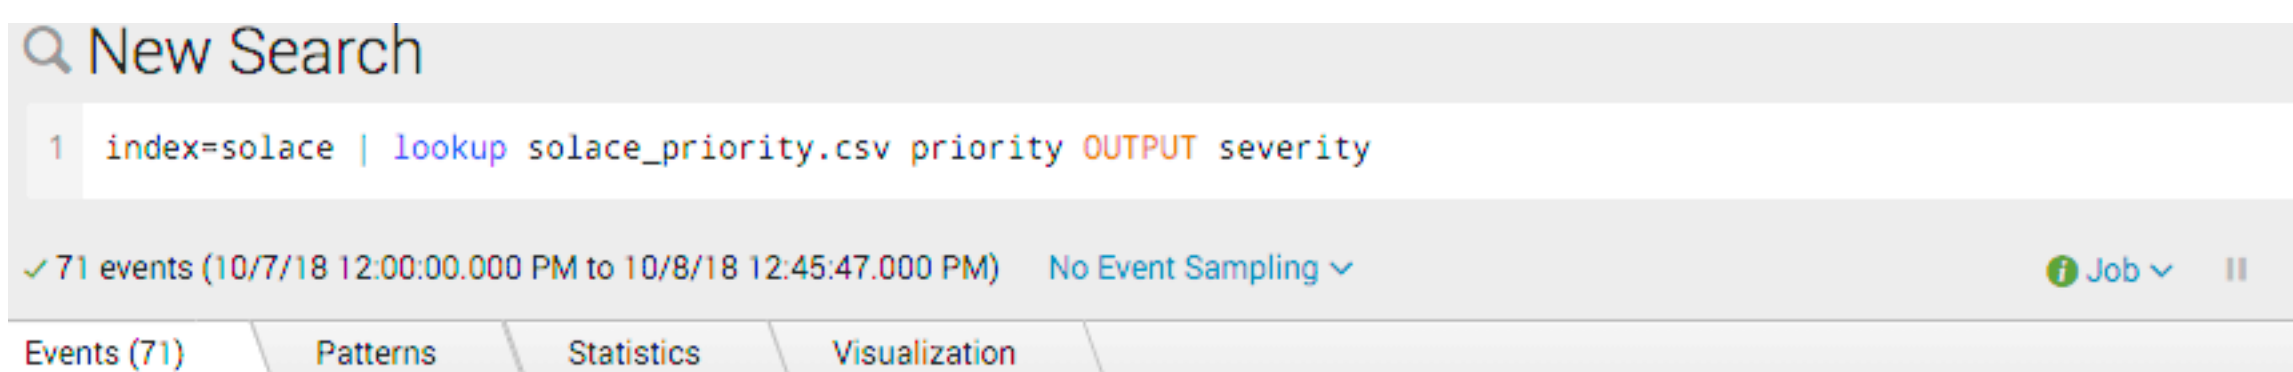 New Search
1 index=solace | lookup solace_priority.csv priority OUTPUT severity
71 events (10/7/18 12:00:00.000 PM to 10/8/18 12:45:47.000 PM) No Event Sampling Job
Events (71) Patterns Statistics Visualization